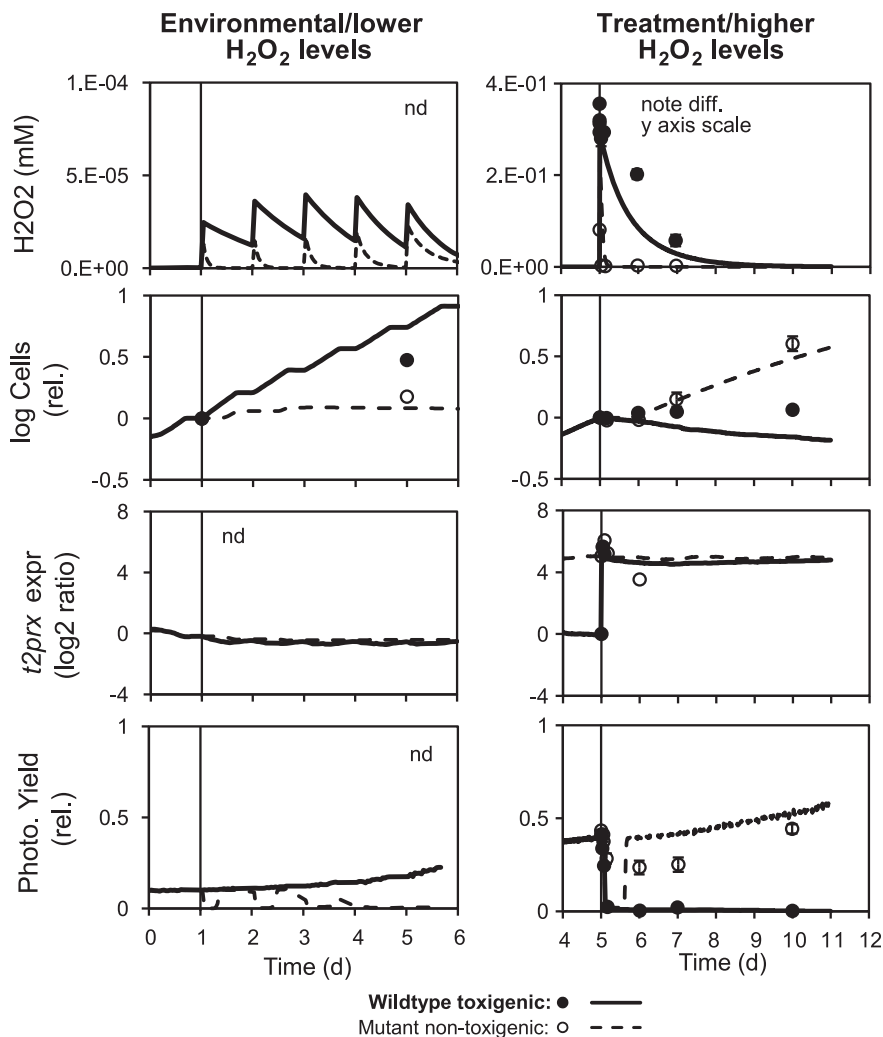 Environmental/lower
H₂O₂ levels
Treatment/higher
H₂O₂ levels
H2O2 (mM)
1.E-04
5.E-05
0.E+00
nd
4.E-01
2.E-01
0.E+00
note diff.
y axis scale
log Cells
(rel.)
1
0.5
0
-0.5
1
0.5
0
-0.5
t2prx expr
(log2 ratio)
8
4
0
-4
nd
8
4
0
-4
Photo. Yield
(rel.)
1
0.5
0
nd
1
0.5
0
0 1 2 3 4 5 6
Time (d)
4 5 6 7 8 9 10 11 12
Time (d)
Wildtype toxigenic:
Mutant non-toxigenic: